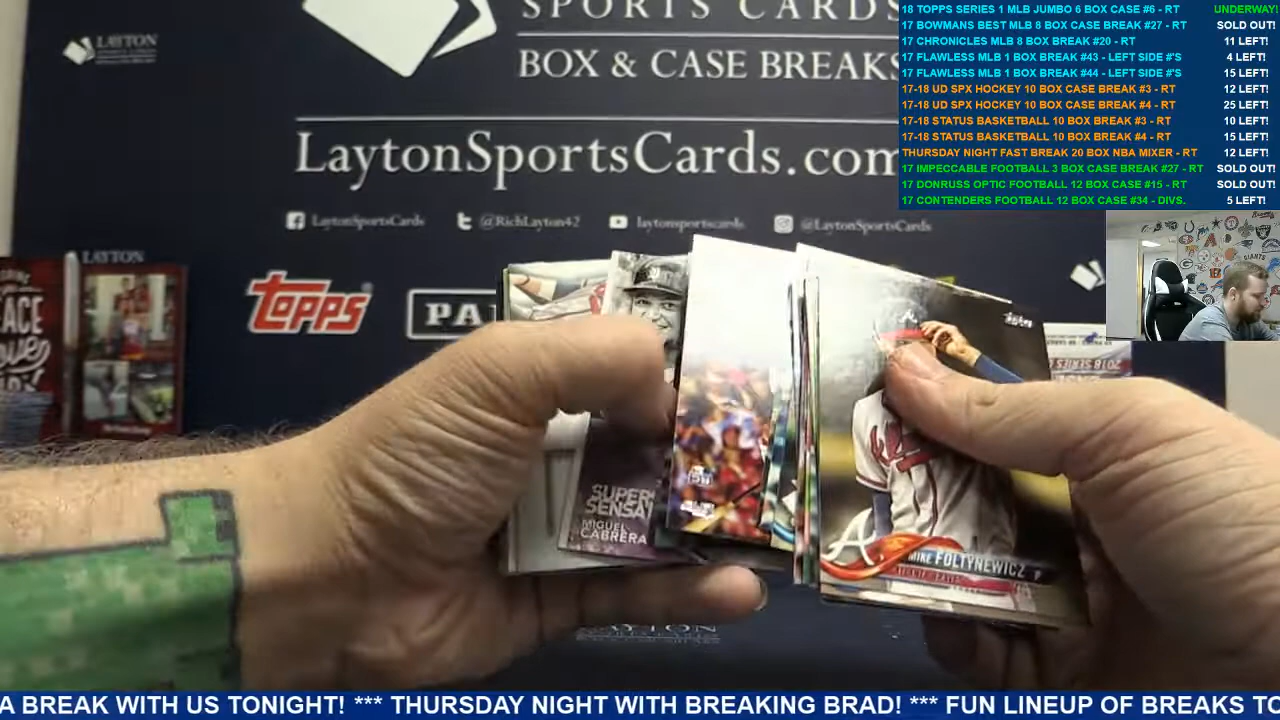 SPORTS CARDS
BOX & CASE BREAKS
LaytonSportsCards.com
LaytonSportsCards
@RichLayton42
laytonsportscards
@LaytonSportsCards
LAYTON
LAYTON
topps
PA
18 TOPPS SERIES 1 MLB JUMBO 6 BOX CASE #6 - RT UNDERWAY!
17 BOWMANS BEST MLB 8 BOX CASE BREAK #27 - RT SOLD OUT!
17 CHRONICLES MLB 8 BOX BREAK #20 - RT 11 LEFT!
17 FLAWLESS MLB 1 BOX BREAK #43 - LEFT SIDE #'S 4 LEFT!
17 FLAWLESS MLB 1 BOX BREAK #44 - LEFT SIDE #'S 15 LEFT!
17-18 UD SPX HOCKEY 10 BOX CASE BREAK #3 - RT 12 LEFT!
17-18 UD SPX HOCKEY 10 BOX CASE BREAK #4 - RT 25 LEFT!
17-18 STATUS BASKETBALL 10 BOX BREAK #3 - RT 10 LEFT!
17-18 STATUS BASKETBALL 10 BOX BREAK #4 - RT 15 LEFT!
THURSDAY NIGHT FAST BREAK 20 BOX NBA MIXER - RT 12 LEFT!
17 IMPECCABLE FOOTBALL 3 BOX CASE BREAK #27 - RT SOLD OUT!
17 DONRUSS OPTIC FOOTBALL 12 BOX CASE #15 - RT SOLD OUT!
17 CONTENDERS FOOTBALL 12 BOX CASE #34 - DIVS. 5 LEFT!
GIANTS
SUPER
SENSA
MIGUEL
CABRERA
MIKE FOLTYNEWICZ P
A BREAK WITH US TONIGHT! *** THURSDAY NIGHT WITH BREAKING BRAD! *** FUN LINEUP OF BREAKS TO